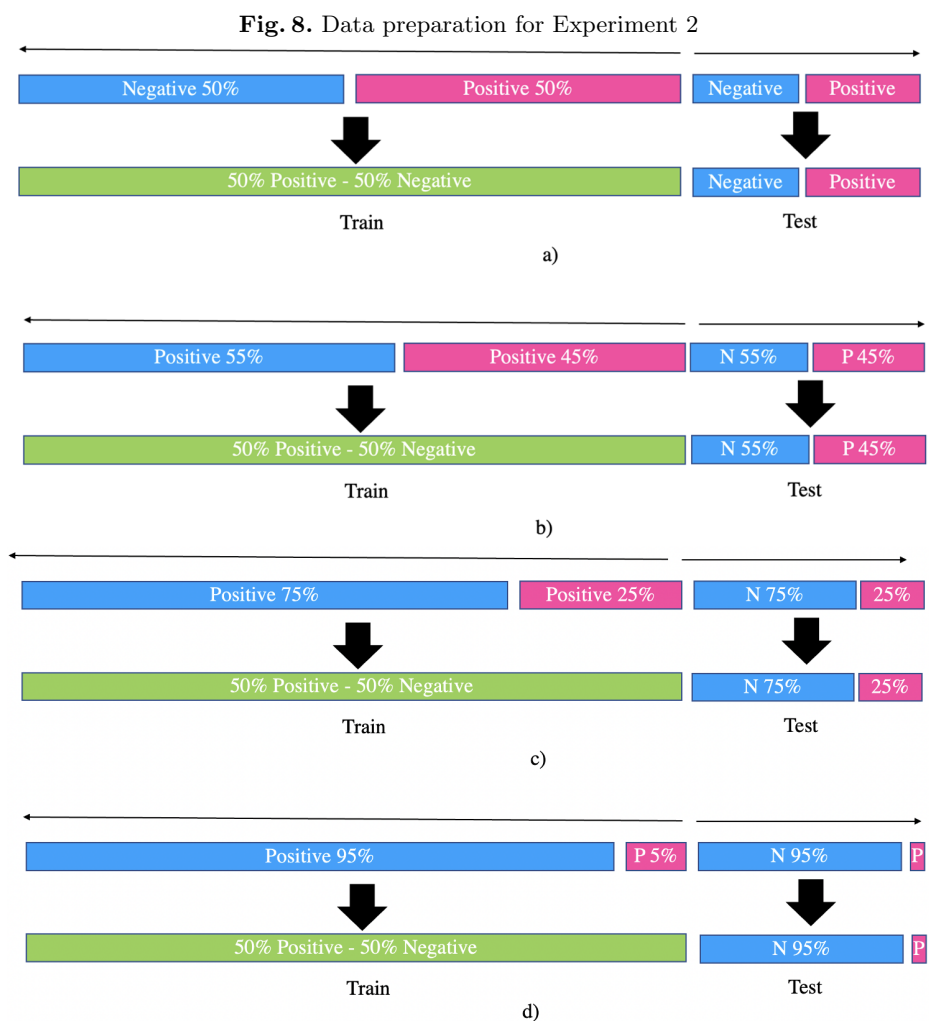 Fig. 8. Data preparation for Experiment 2
Negative 50% Positive 50% Negative Positive
50% Positive - 50% Negative Negative Positive
Train Test
a)
Positive 55% Positive 45% N 55% P 45%
50% Positive - 50% Negative N 55% P 45%
Train Test
b)
Positive 75% Positive 25% N 75% 25%
50% Positive - 50% Negative N 75% 25%
Train Test
c)
Positive 95% P 5% N 95% P
50% Positive - 50% Negative N 95% P
Train Test
d)